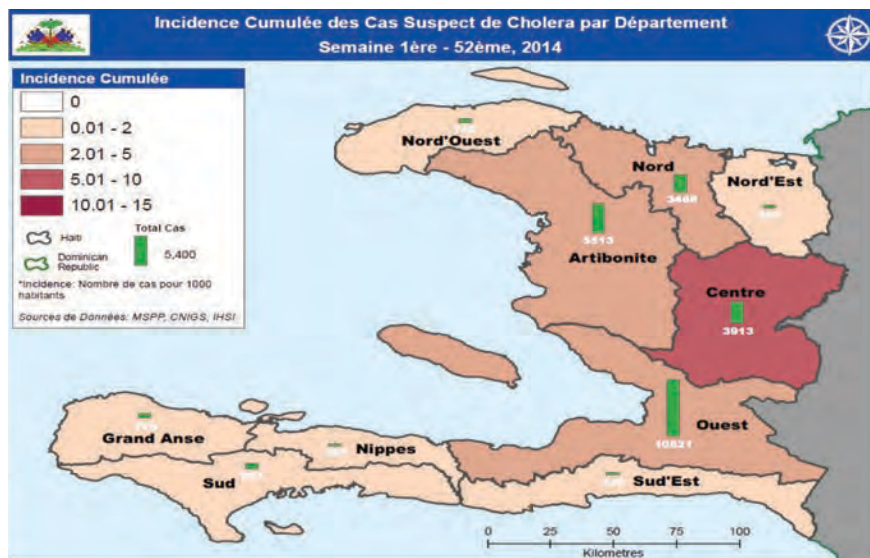 Incidence Cumulée des Cas Suspect de Cholera par Département
Semaine 1ère - 52ème, 2014
Incidence Cumulée
0
0.01 - 2
2.01 - 5
5.01 - 10
10.01 - 15
Haiti
Dominican
Republic
Total Cas
5,400
*Incidence: Nombre de cas pour 1000
habitants
Sources de Données: MSPP, CNIGS, IHSI
Nord'Ouest
Nord
3468
Nord'Est
5513
Artibonite
Centre
3913
Ouest
10821
Grand Anse
Nippes
Sud
Sud'Est
0 25 50 75 100
Kilometres